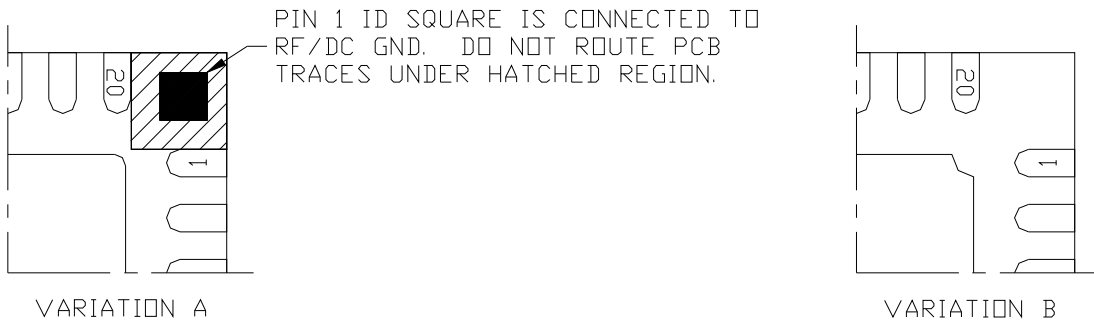 PIN 1 ID SQUARE IS CONNECTED TO
RF/DC GND.  DO NOT ROUTE PCB
TRACES UNDER HATCHED REGION.
20
1
20
1
VARIATION A
VARIATION B